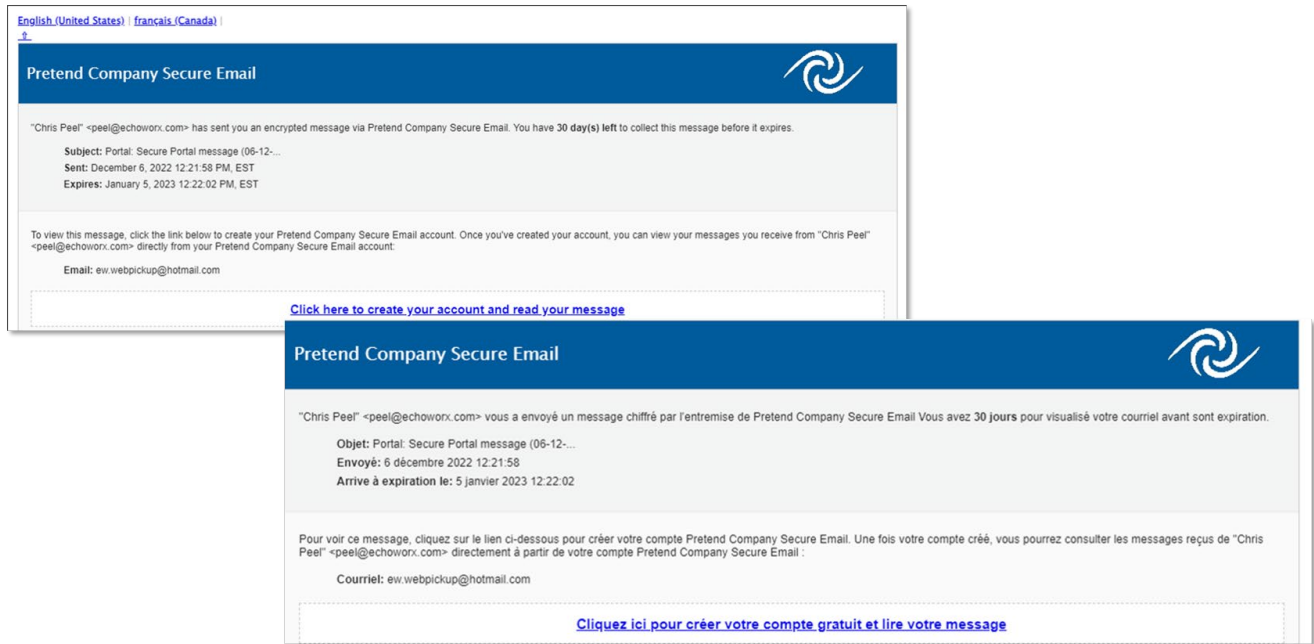 English (United States) | français (Canada) |
⇧
Pretend Company Secure Email
"Chris Peel" <peel@echoworx.com> has sent you an encrypted message via Pretend Company Secure Email. You have 30 day(s) left to collect this message before it expires.
Subject: Portal: Secure Portal message (06-12-...
Sent: December 6, 2022 12:21:58 PM, EST
Expires: January 5, 2023 12:22:02 PM, EST
To view this message, click the link below to create your Pretend Company Secure Email account. Once you've created your account, you can view your messages you receive from "Chris Peel"
<peel@echoworx.com> directly from your Pretend Company Secure Email account:
Email: ew.webpickup@hotmail.com
Click here to create your account and read your message
Pretend Company Secure Email
"Chris Peel" <peel@echoworx.com> vous a envoyé un message chiffré par l'entremise de Pretend Company Secure Email Vous avez 30 jours pour visualisé votre courriel avant sont expiration.
Objet: Portal: Secure Portal message (06-12-...
Envoyé: 6 décembre 2022 12:21:58
Arrive à expiration le: 5 janvier 2023 12:22:02
Pour voir ce message, cliquez sur le lien ci-dessous pour créer votre compte Pretend Company Secure Email. Une fois votre compte créé, vous pourrez consulter les messages reçus de "Chris
Peel" <peel@echoworx.com> directement à partir de votre compte Pretend Company Secure Email :
Courriel: ew.webpickup@hotmail.com
Cliquez ici pour créer votre compte gratuit et lire votre message